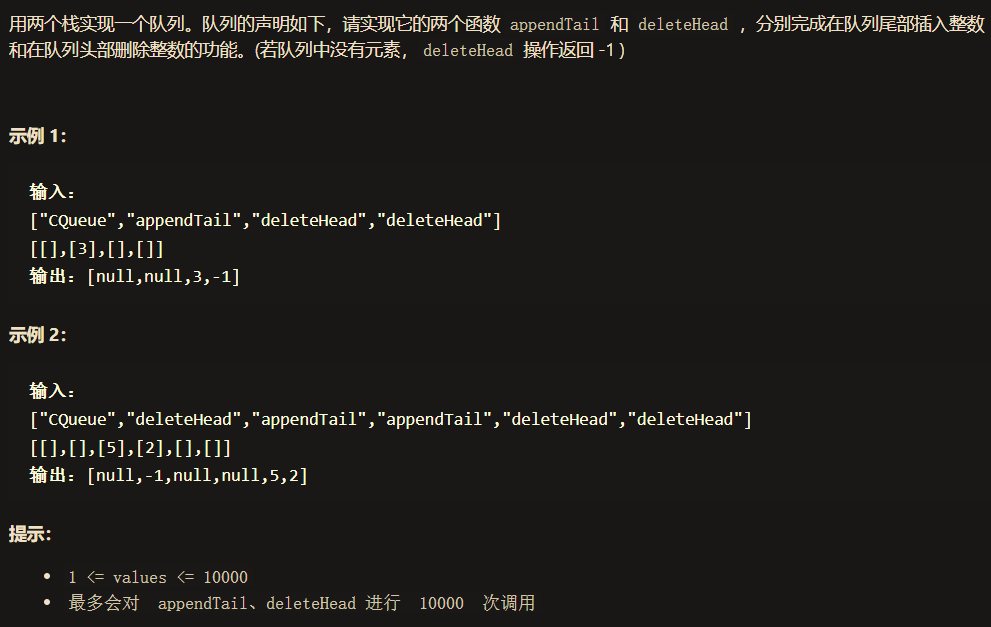 用两个栈实现一个队列。队列的声明如下，请实现它的两个函数 appendTail 和 deleteHead ，分别完成在队列尾部插入整数
和在队列头部删除整数的功能。(若队列中没有元素， deleteHead 操作返回 -1 )
示例 1：
输入：
["CQueue","appendTail","deleteHead","deleteHead"]
[[],[3],[],[]]
输出：[null,null,3,-1]
示例 2：
输入：
["CQueue","deleteHead","appendTail","appendTail","deleteHead","deleteHead"]
[[],[],[5],[2],[],[]]
输出：[null,-1,null,null,5,2]
提示：
• 1 <= values <= 10000
• 最多会对 appendTail、deleteHead 进行 10000 次调用